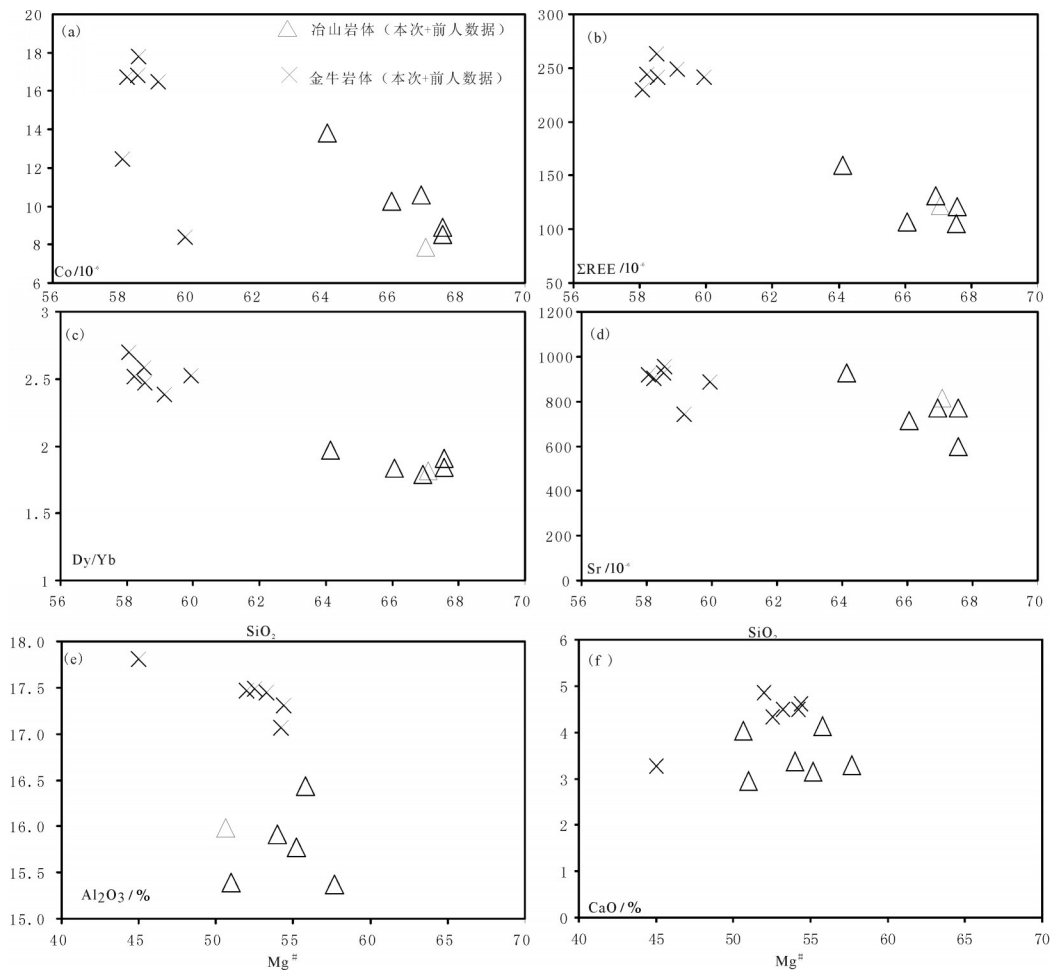 (a)
△ 冶山岩体（本次+前人数据）
× 金牛岩体（本次+前人数据）
20
18
16
14
12
10
8
6
Co/10⁻⁶
56 58 60 62 64 66 68 70
(b)
300
250
200
150
100
50
ΣREE/10⁻⁶
56 58 60 62 64 66 68 70
(c)
3
2.5
2
1.5
1
Dy/Yb
56 58 60 62 64 66 68 70
SiO₂
(d)
1200
1000
800
600
400
200
0
Sr/10⁻⁶
56 58 60 62 64 66 68 70
SiO₂
(e)
18.0
17.5
17.0
16.5
16.0
15.5
15.0
Al₂O₃/%
40 45 50 55 60 65 70
Mg#
(f)
6
5
4
3
2
1
0
CaO/%
40 45 50 55 60 65 70
Mg#